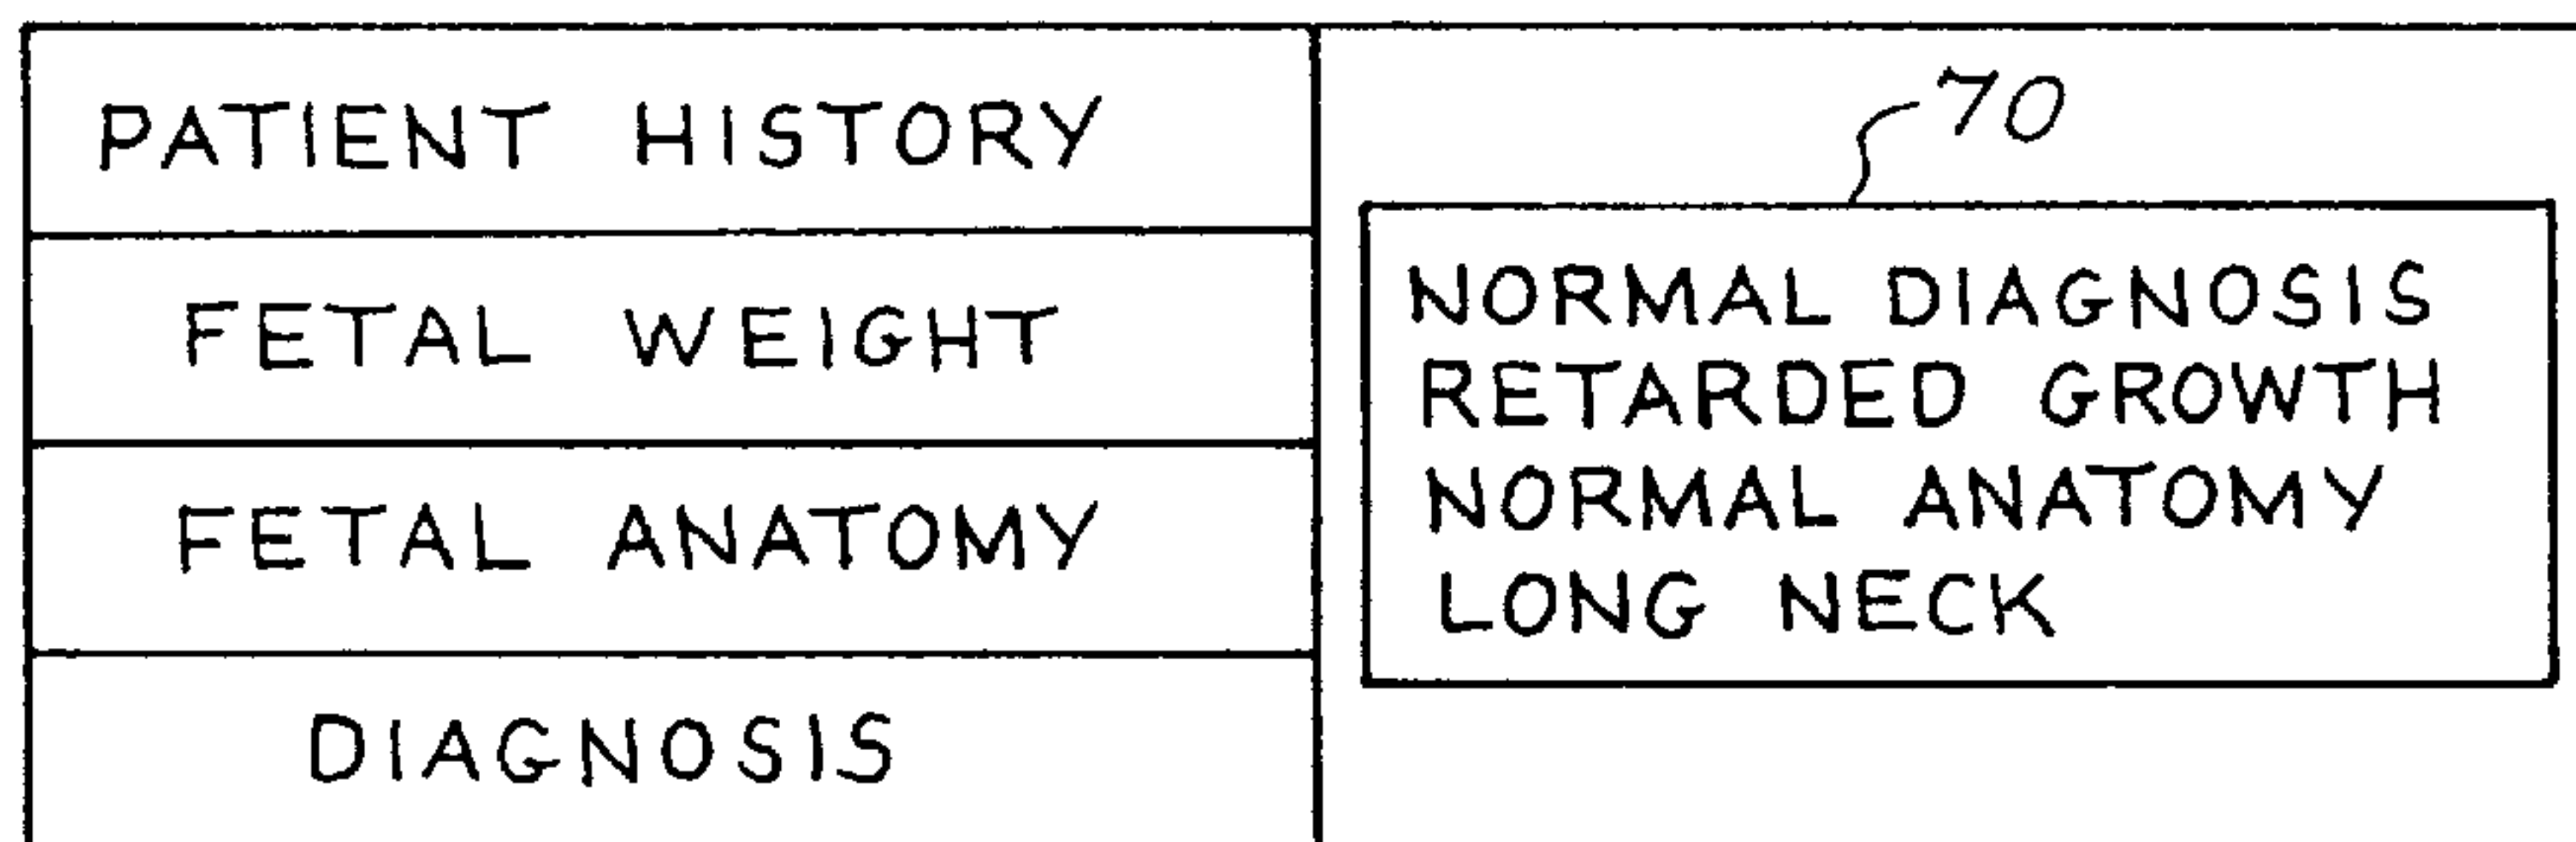 PATIENT HISTORY
FETAL WEIGHT
FETAL ANATOMY
DIAGNOSIS
70
NORMAL DIAGNOSIS
RETARDED GROWTH
NORMAL ANATOMY
LONG NECK